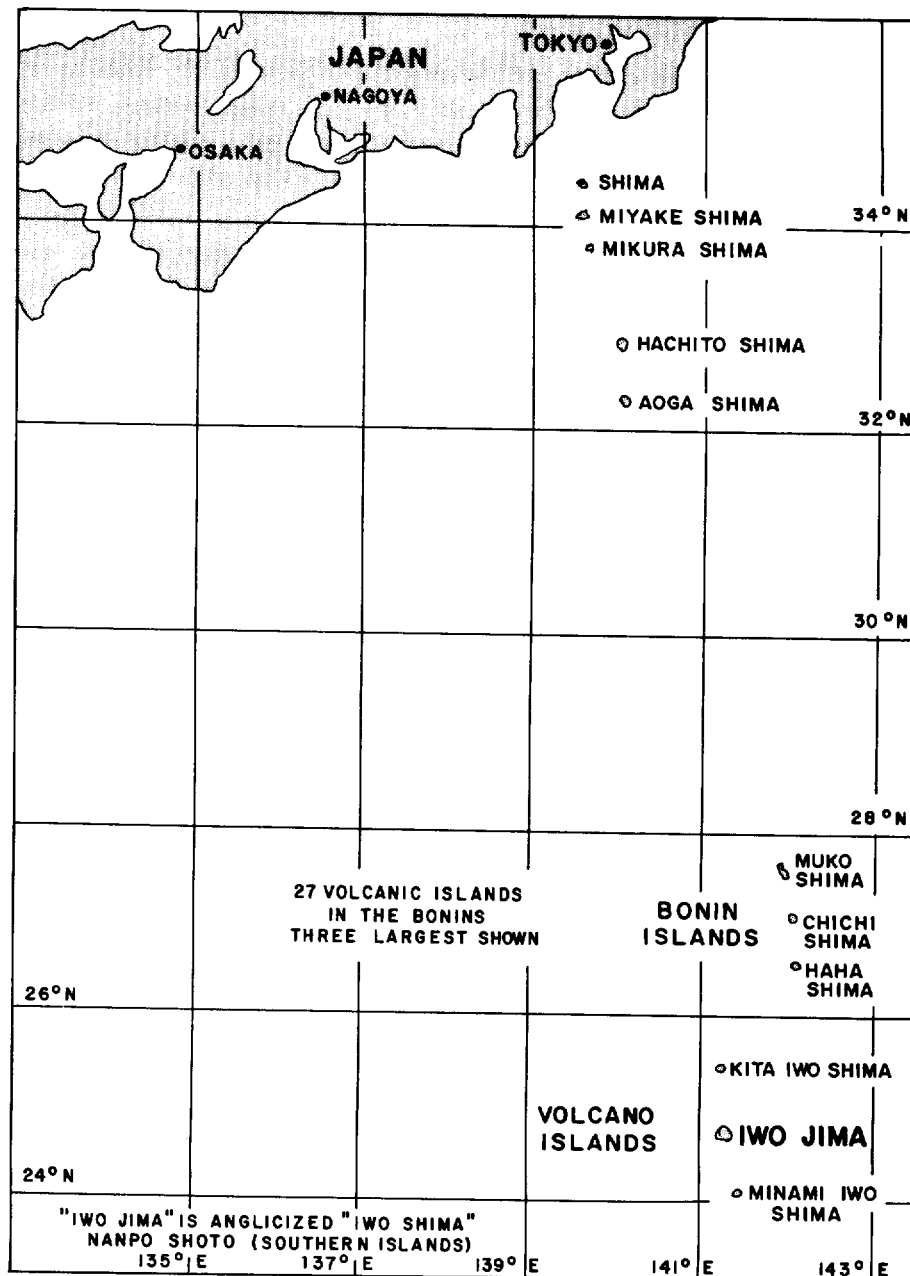 JAPAN
TOKYO
NAGOYA
OSAKA
SHIMA
MIYAKE SHIMA
34°N
MIKURA SHIMA
HACHITO SHIMA
AOGA SHIMA
32°N
30°N
28°N
MUKO
SHIMA
27 VOLCANIC ISLANDS
IN THE BONINS
THREE LARGEST SHOWN
BONIN
ISLANDS
CHICHI
SHIMA
HAHA
SHIMA
26°N
KITA IWO SHIMA
VOLCANO
ISLANDS
IWO JIMA
24°N
MINAMI IWO
SHIMA
"IWO JIMA" IS ANGLICIZED "IWO SHIMA"
NANPO SHOTO (SOUTHERN ISLANDS)
135°E 137°E 139°E 141°E 143°E